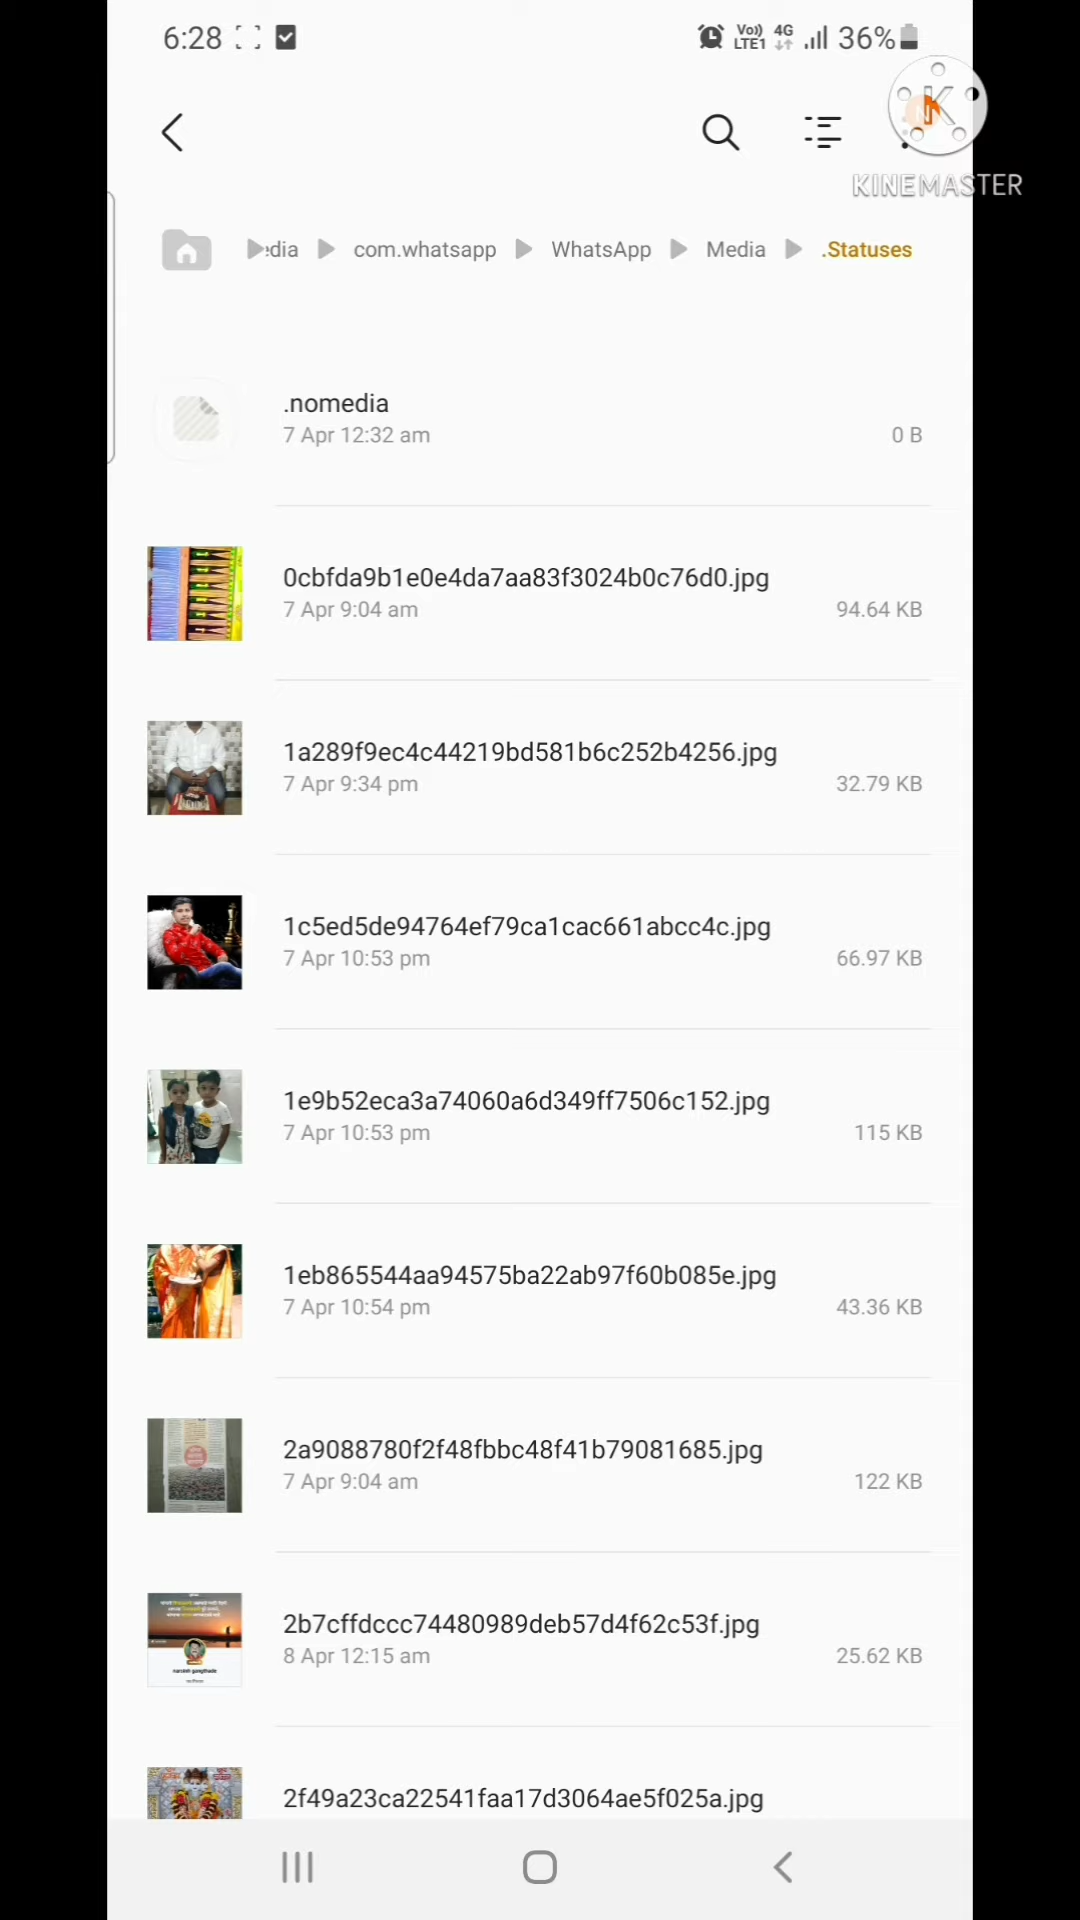 6:28 Vo)) LTE1 4G 36%
KINEMASTER
edia com.whatsapp WhatsApp Media .Statuses
.nomedia
7 Apr 12:32 am 0 B
0cbfda9b1e0e4da7aa83f3024b0c76d0.jpg
7 Apr 9:04 am 94.64 KB
1a289f9ec4c44219bd581b6c252b4256.jpg
7 Apr 9:34 pm 32.79 KB
1c5ed5de94764ef79ca1cac661abcc4c.jpg
7 Apr 10:53 pm 66.97 KB
1e9b52eca3a74060a6d349ff7506c152.jpg
7 Apr 10:53 pm 115 KB
1eb865544aa94575ba22ab97f60b085e.jpg
7 Apr 10:54 pm 43.36 KB
2a9088780f2f48fbbc48f41b79081685.jpg
7 Apr 9:04 am 122 KB
2b7cffdccc74480989deb57d4f62c53f.jpg
8 Apr 12:15 am 25.62 KB
2f49a23ca22541faa17d3064ae5f025a.jpg